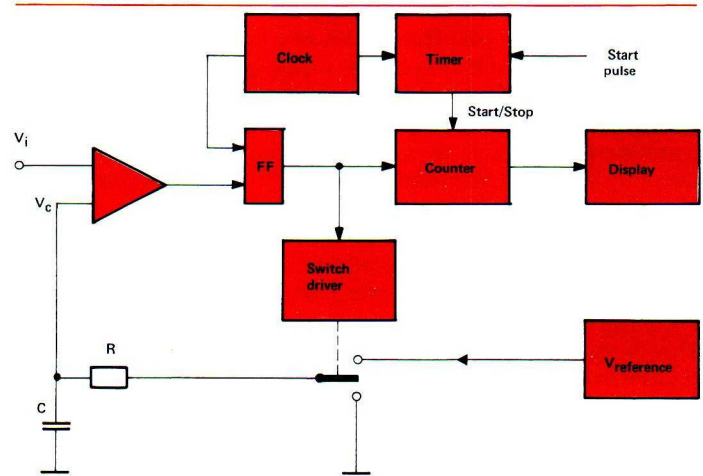 Clock
Timer
Start
pulse
Start/Stop
Vi
FF
Counter
Display
Vc
Switch
driver
R
Vreference
C